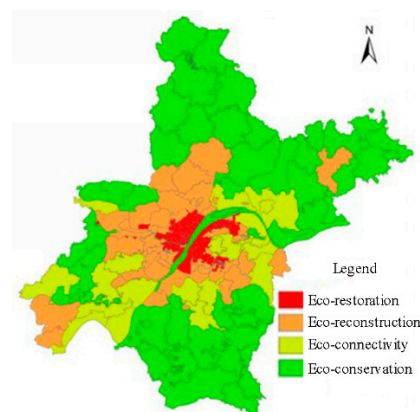 N
Legend
Eco-restoration
Eco-reconstruction
Eco-connectivity
Eco-conservation